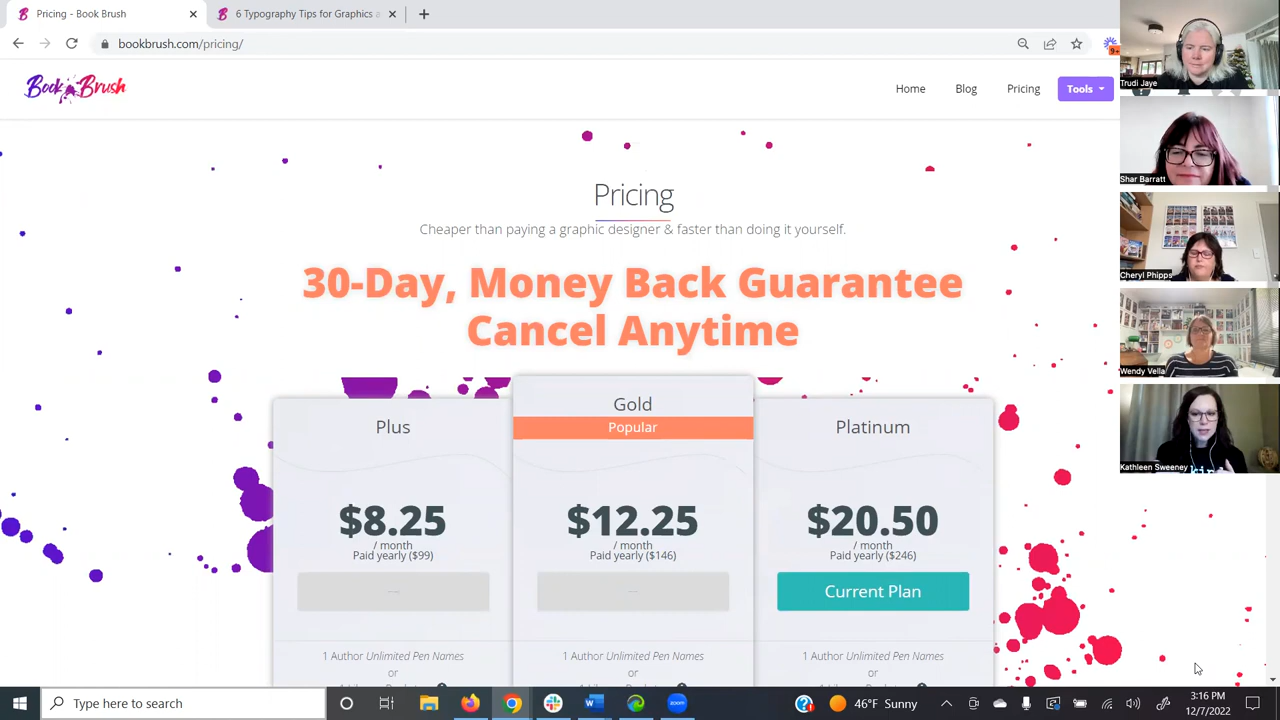 Pricing - Book Brush
6 Typography Tips for Graphics a
bookbrush.com/pricing/
9+
Book Brush
Home
Blog
Pricing
Tools
Pricing
Cheaper than paying a graphic designer & faster than doing it yourself.
30-Day, Money Back Guarantee
Cancel Anytime
Plus
$8.25
/ month
Paid yearly ($99)
1 Author Unlimited Pen Names
or
Gold
Popular
$12.25
/ month
Paid yearly ($146)
1 Author Unlimited Pen Names
or
Platinum
$20.50
/ month
Paid yearly ($246)
Current Plan
1 Author Unlimited Pen Names
or
Trudi Jaye
Shar Barratt
Cheryl Phipps
Wendy Vella
Kathleen Sweeney
Type here to search
zoom
46°F Sunny
3:16 PM
12/7/2022